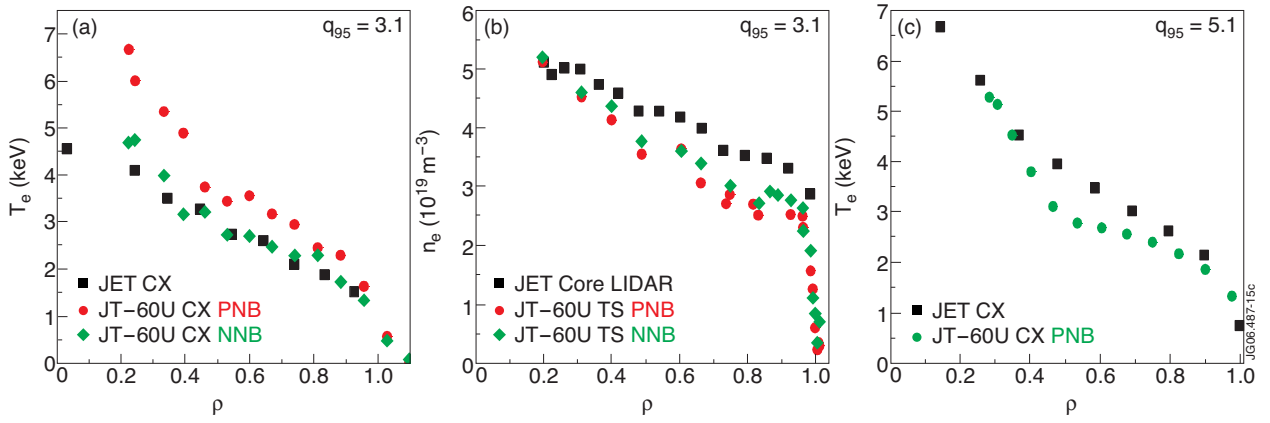 (a)
q95 = 3.1
Te (keV)
7
6
5
4
3
2
1
0
JET CX
JT−60U CX PNB
JT−60U CX NNB
0 0.2 0.4 0.6 0.8 1.0
ρ
(b)
q95 = 3.1
ne (10^19 m−3)
6
5
4
3
2
1
0
JET Core LIDAR
JT−60U TS PNB
JT−60U TS NNB
0 0.2 0.4 0.6 0.8 1.0
ρ
(c)
q95 = 5.1
Te (keV)
7
6
5
4
3
2
1
0
JET CX
JT−60U CX PNB
0 0.2 0.4 0.6 0.8 1.0
ρ
JG06.487-15c